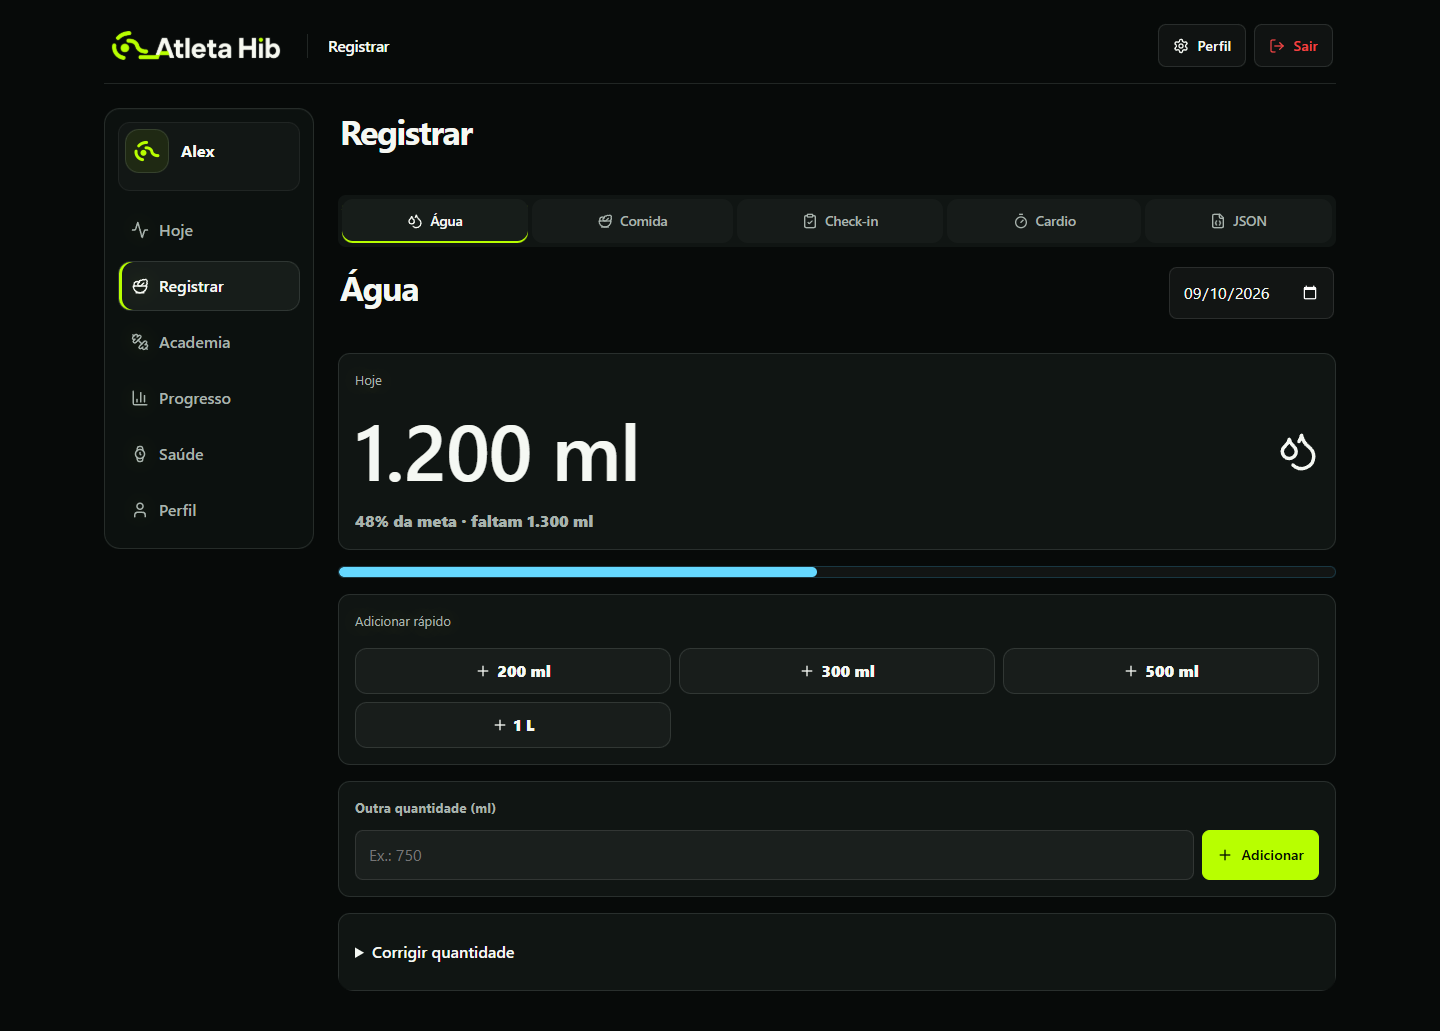 Atleta Hib
Registrar
Perfil
Sair
Alex
Hoje
Registrar
Academia
Progresso
Saúde
Perfil
Registrar
Água
Comida
Check-in
Cardio
JSON
Água
09/10/2026
Hoje
1.200 ml
48% da meta · faltam 1.300 ml
Adicionar rápido
+ 200 ml
+ 300 ml
+ 500 ml
+ 1 L
Outra quantidade (ml)
Ex.: 750
+ Adicionar
Corrigir quantidade